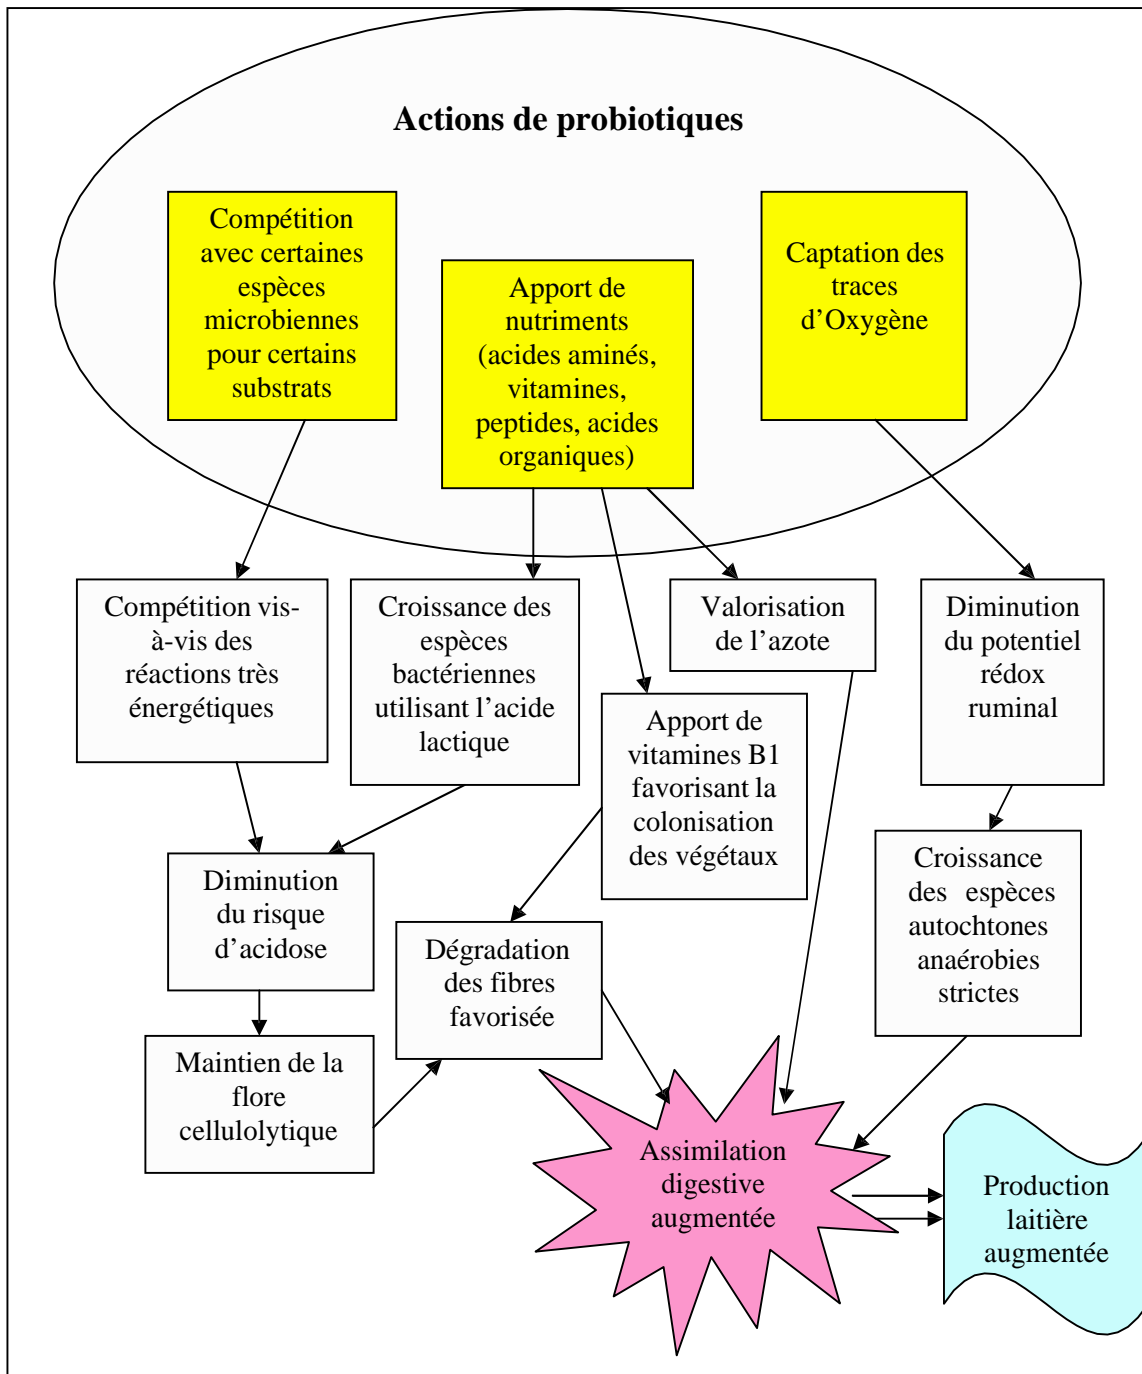 Actions de probiotiques
Compétition
avec certaines
espèces
microbiennes
pour certains
substrats
Apport de
nutriments
(acides aminés,
vitamines,
peptides, acides
organiques)
Captation des
traces
d’Oxygène
Compétition vis-
à-vis des
réactions très
énergétiques
Croissance des
espèces
bactériennes
utilisant l’acide
lactique
Valorisation
de l’azote
Diminution
du potentiel
rédox
ruminal
Apport de
vitamines B1
favorisant la
colonisation
des végétaux
Diminution
du risque
d’acidose
Croissance
des espèces
autochtones
anaérobies
strictes
Dégradation
des fibres
favorisée
Maintien de la
flore
cellulolytique
Assimilation
digestive
augmentée
Production
laitière
augmentée